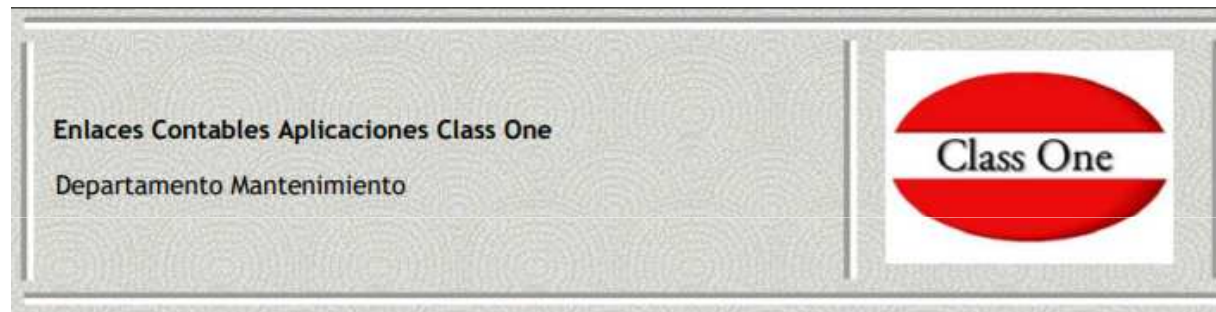 Enlaces Contables Aplicaciones Class One
Departamento Mantenimiento
Class One